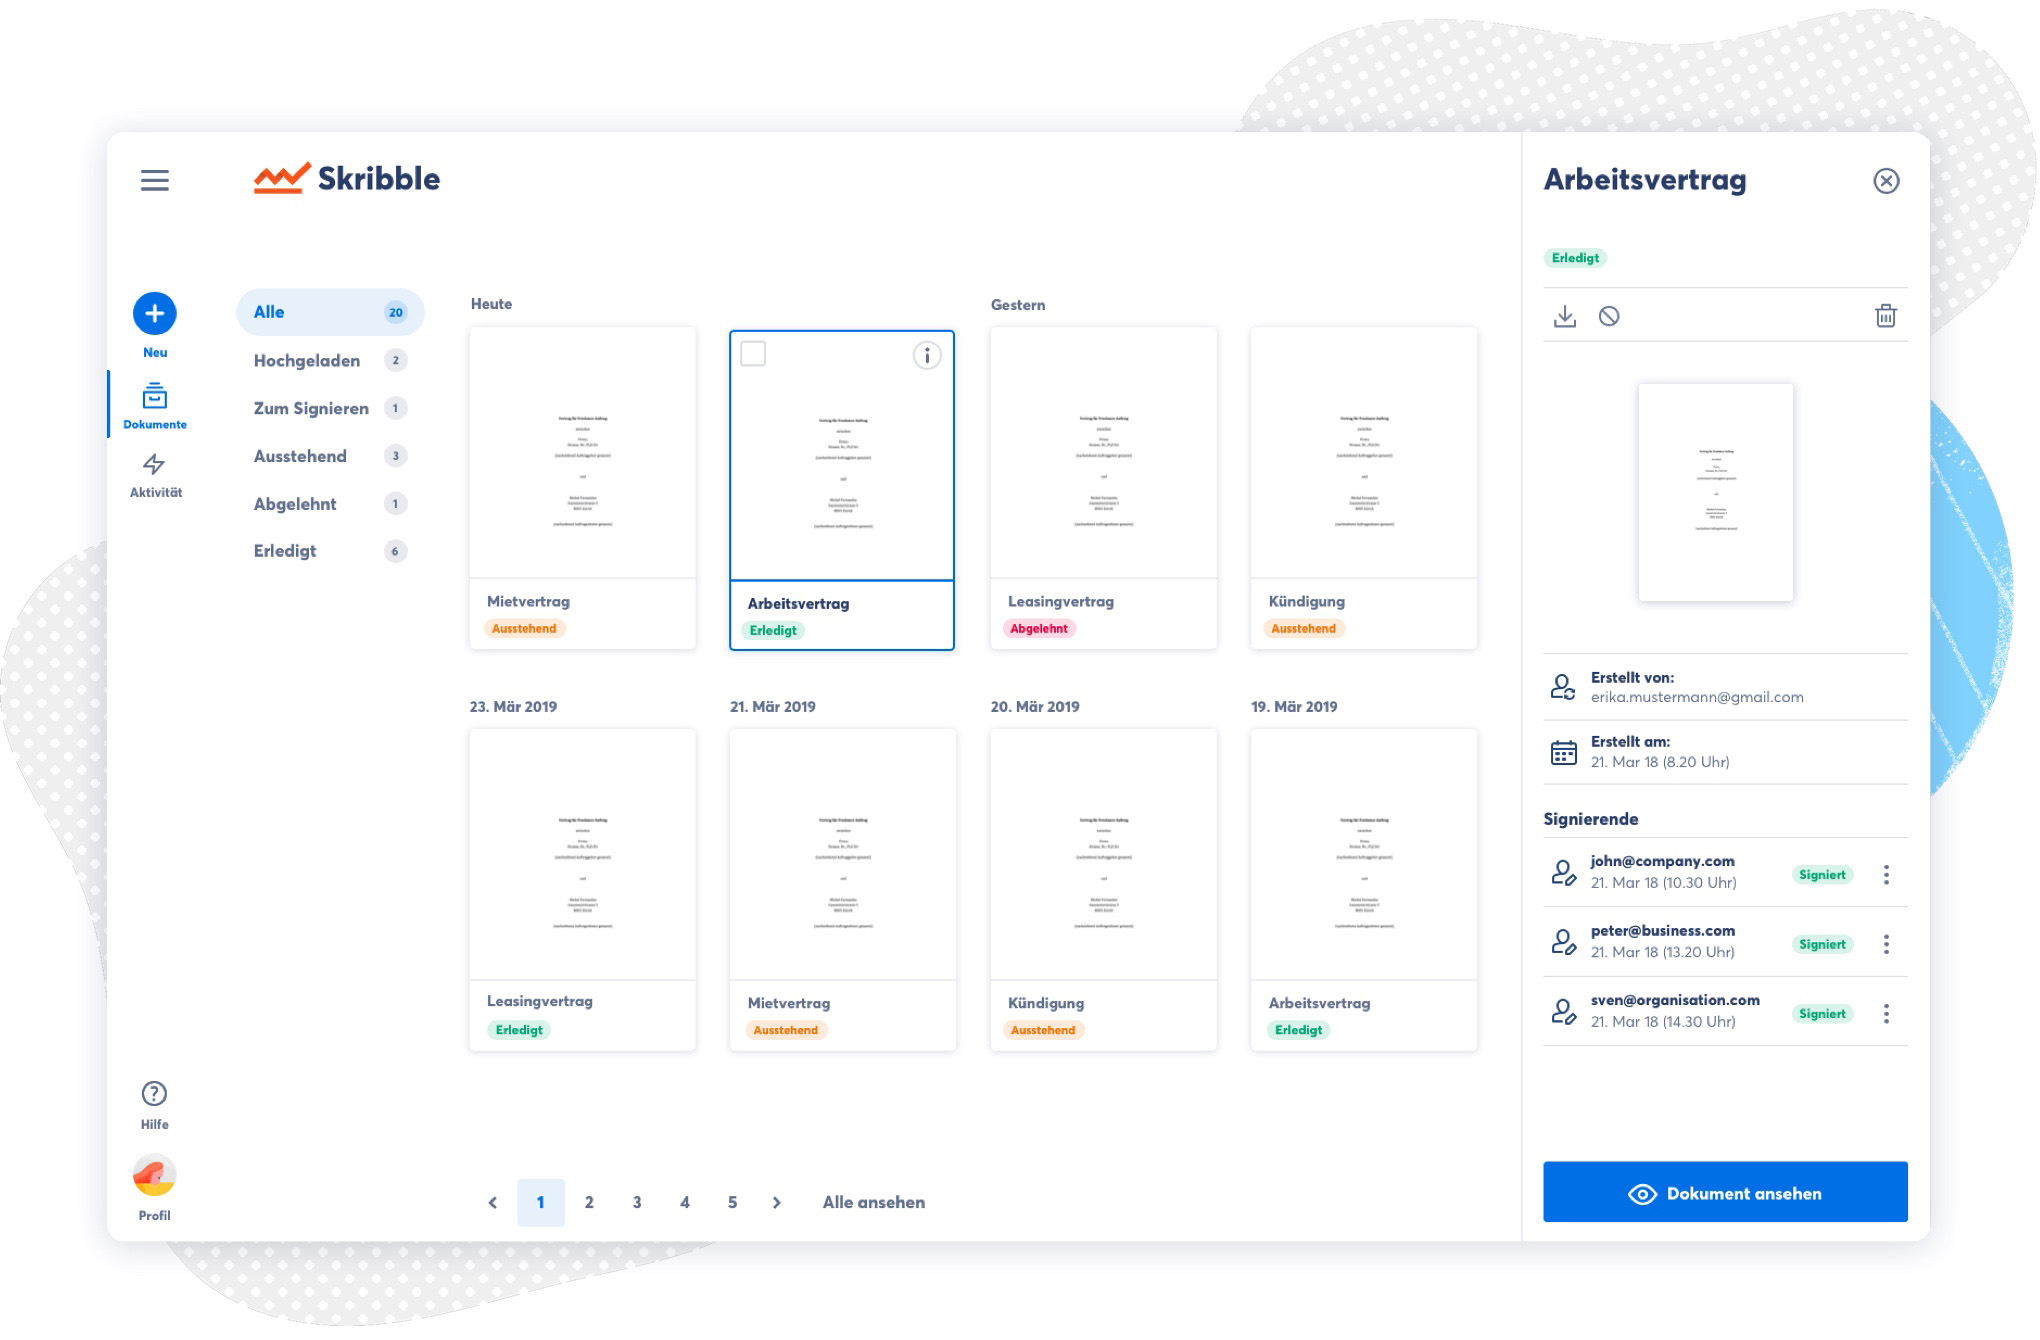 Skribble
Neu
Dokumente
Aktivität
Hilfe
Profil
Alle 20
Hochgeladen 2
Zum Signieren 1
Ausstehend 3
Abgelehnt 1
Erledigt 6
Heute
Gestern
Mietvertrag
Ausstehend
Arbeitsvertrag
Erledigt
Leasingvertrag
Abgelehnt
Kündigung
Ausstehend
23. Mär 2019
21. Mär 2019
20. Mär 2019
19. Mär 2019
Leasingvertrag
Erledigt
Mietvertrag
Ausstehend
Kündigung
Ausstehend
Arbeitsvertrag
Erledigt
1 2 3 4 5 Alle ansehen
Arbeitsvertrag
Erledigt
Erstellt von:
erika.mustermann@gmail.com
Erstellt am:
21. Mar 18 (8.20 Uhr)
Signierende
john@company.com
21. Mar 18 (10.30 Uhr)
Signiert
peter@business.com
21. Mar 18 (13.20 Uhr)
Signiert
sven@organisation.com
21. Mar 18 (14.30 Uhr)
Signiert
Dokument ansehen